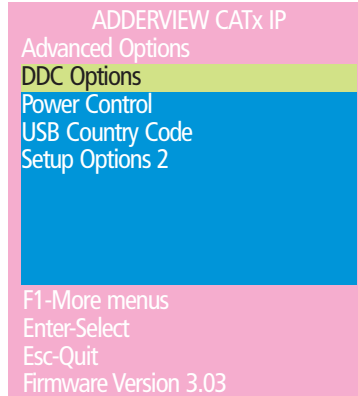 ADDERVIEW CATx IP
Advanced Options
DDC Options
Power Control
USB Country Code
Setup Options 2
F1-More menus
Enter-Select
Esc-Quit
Firmware Version 3.03